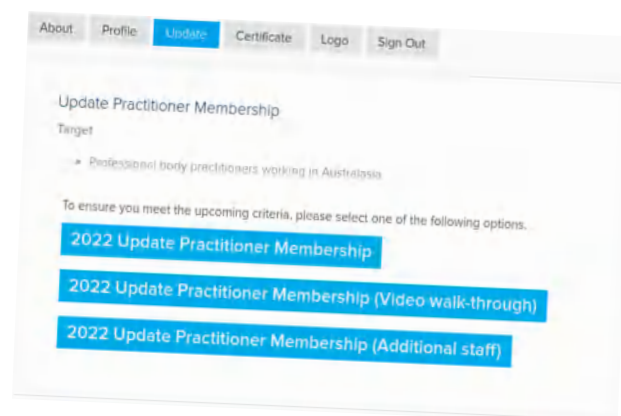 About Profile Update Certificate Logo Sign Out
Update Practitioner Membership
Target
Professional body practitioners working in Australasia
To ensure you meet the upcoming criteria, please select one of the following options.
2022 Update Practitioner Membership
2022 Update Practitioner Membership (Video walk-through)
2022 Update Practitioner Membership (Additional staff)